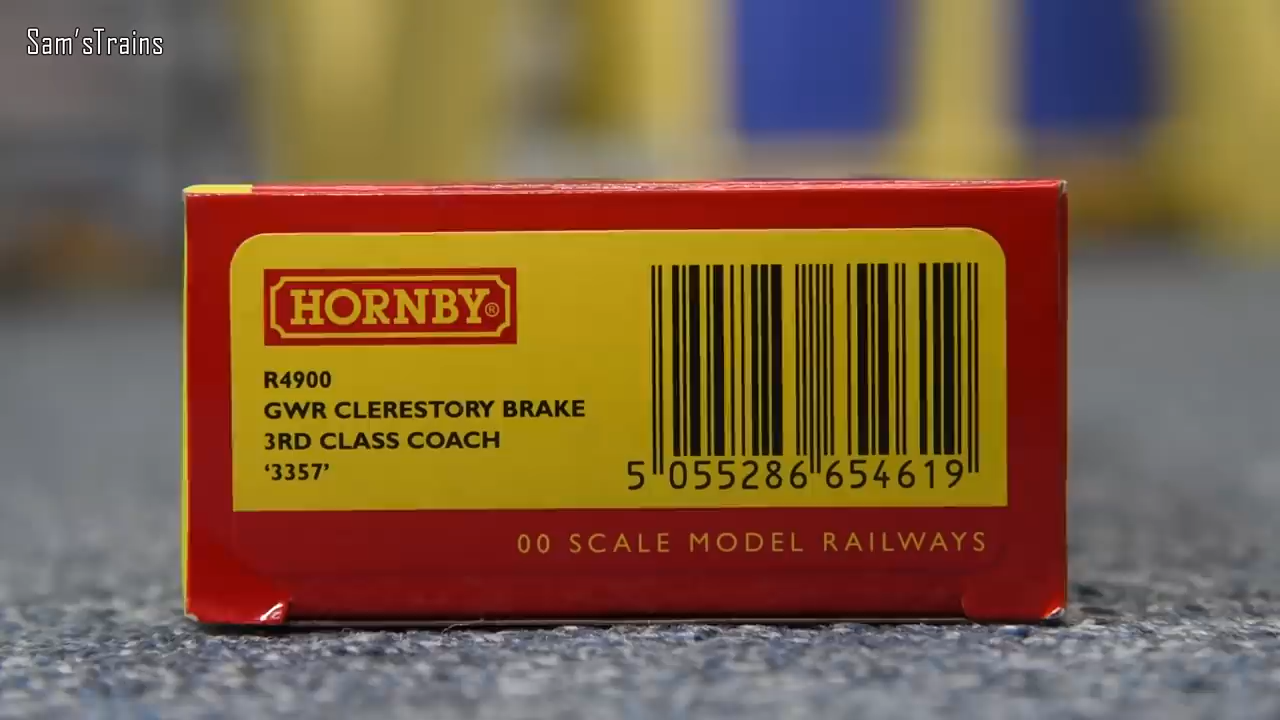 Sam'sTrains
HORNBY®
R4900
GWR CLERESTORY BRAKE
3RD CLASS COACH
‘3357’
5 055286 654619
00 SCALE MODEL RAILWAYS